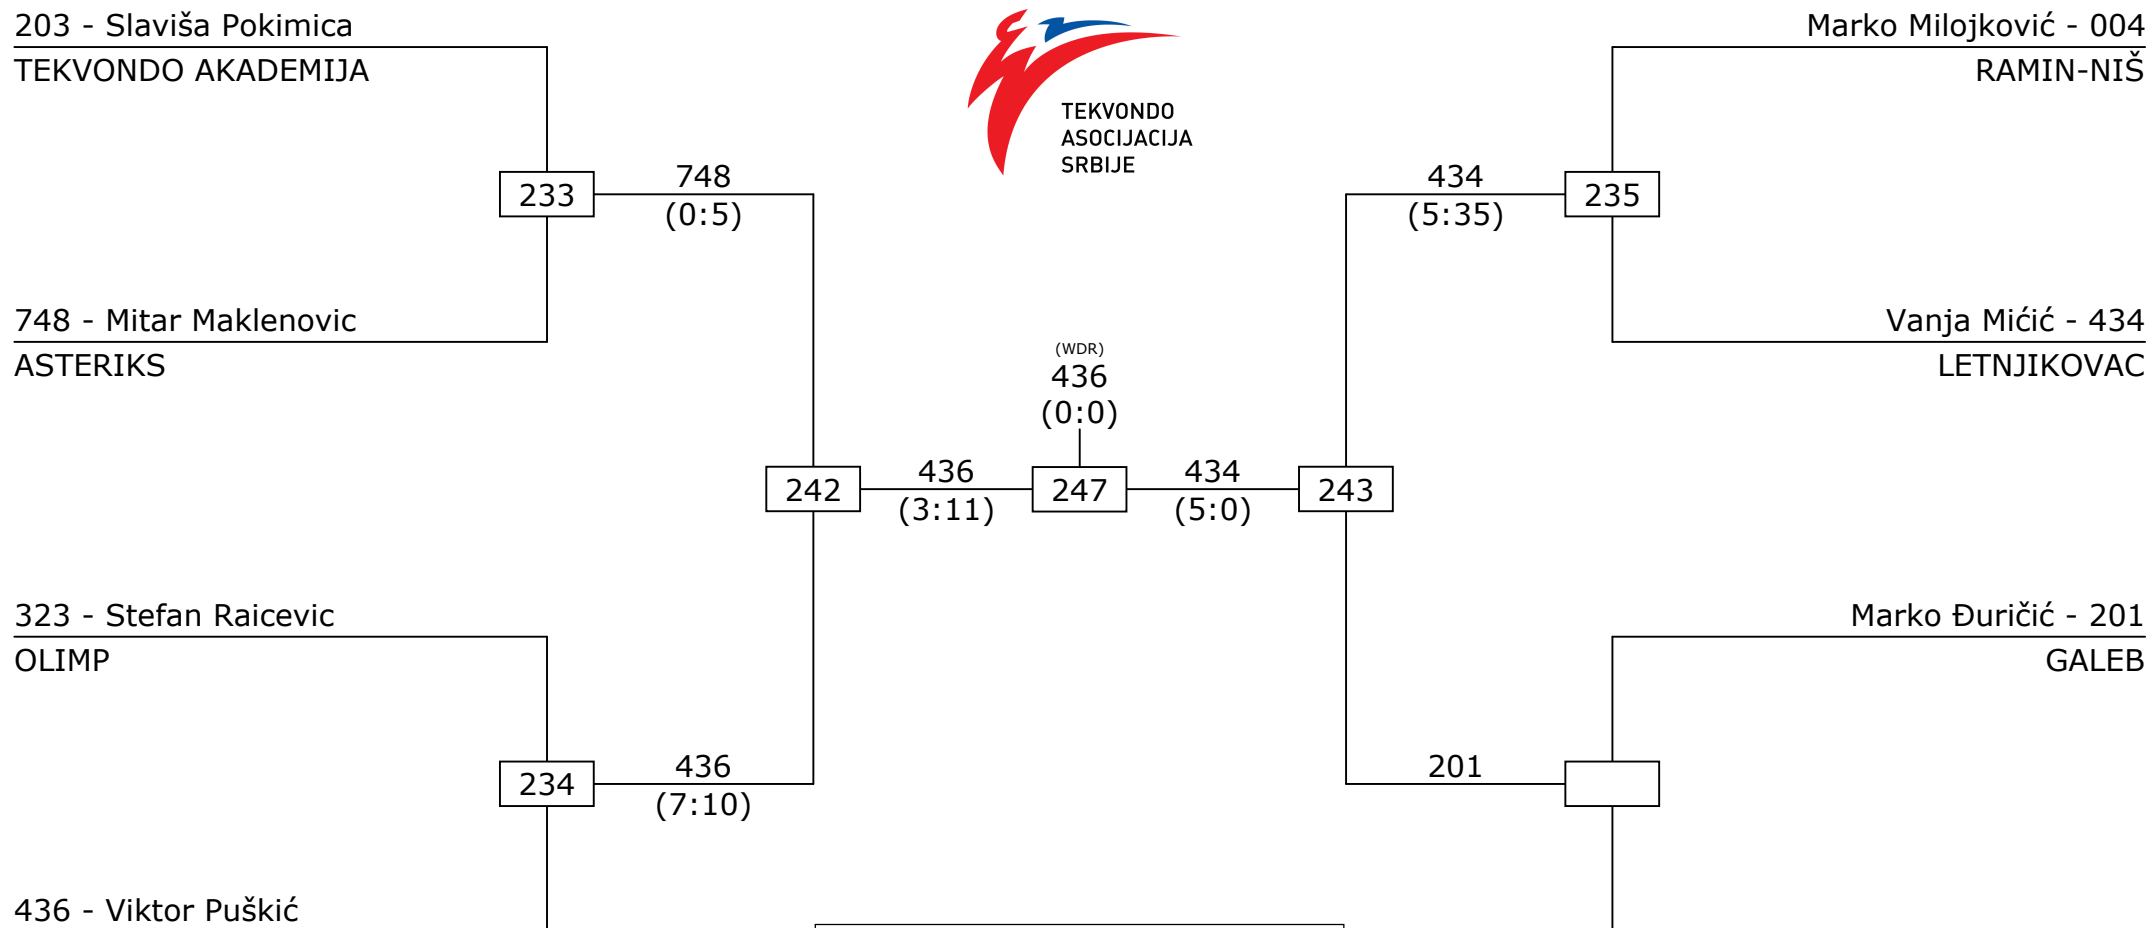 203 - Slaviša Pokimica
TEKVONDO AKADEMIJA
TEKVONDO
ASOCIJACIJA
SRBIJE
Marko Milojković - 004
RAMIN-NIŠ
233
748
(0:5)
434
(5:35)
235
748 - Mitar Maklenovic
ASTERIKS
Vanja Mićić - 434
LETNJIKOVAC
(WDR)
436
(0:0)
242
436
(3:11)
247
434
(5:0)
243
323 - Stefan Raicevic
OLIMP
Marko Đuričić - 201
GALEB
234
436
(7:10)
201
436 - Viktor Puškić